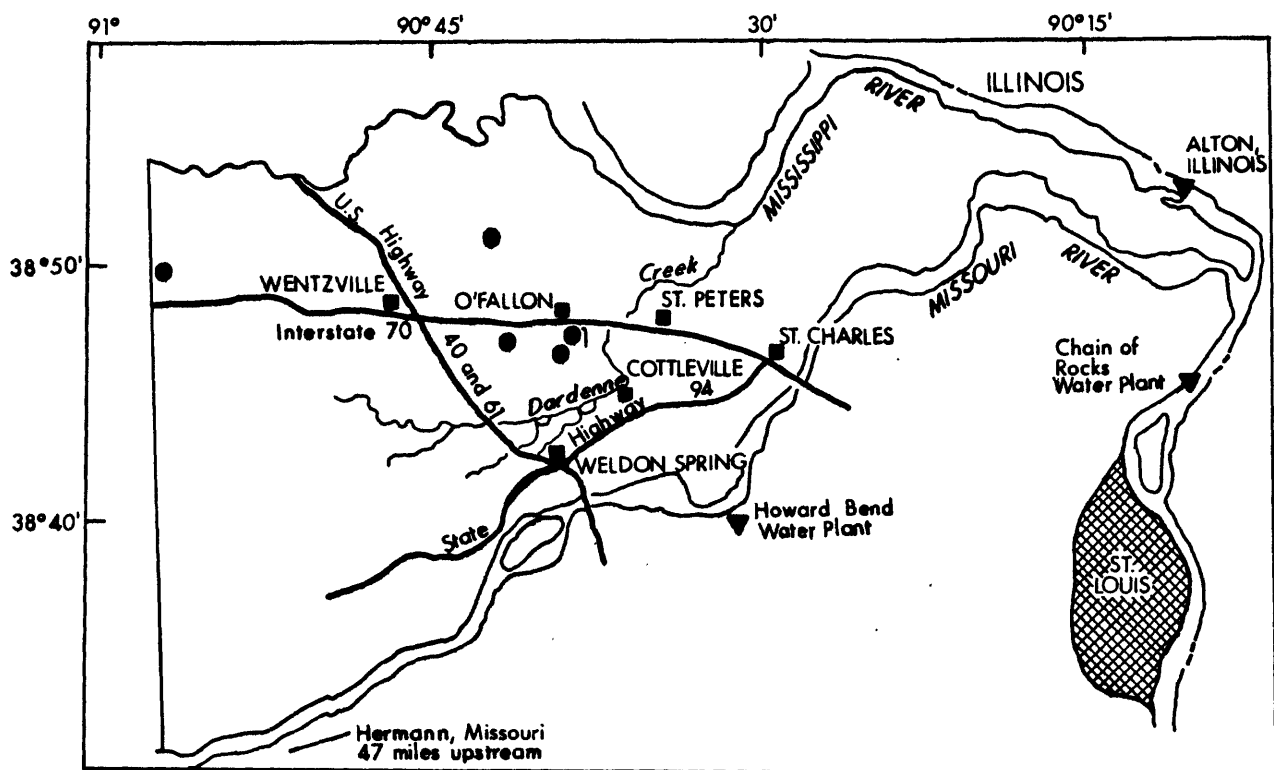 91°
90° 45'
30'
90° 15'
ILLINOIS
RIVER
MISSISSIPPI
ALTON,
ILLINOIS
U.S.
Highway
38° 50'
WENTZVILLE
Creek
MISSOURI
RIVER
O'FALLON
ST. PETERS
Interstate 70
1
ST. CHARLES
40 and 61
COTTLEVILLE
94
Chain of
Rocks
Water Plant
Dardenne
Highway
WELDON SPRING
38° 40'
State
Howard Bend
Water Plant
ST.
LOUIS
Hermann, Missouri
47 miles upstream